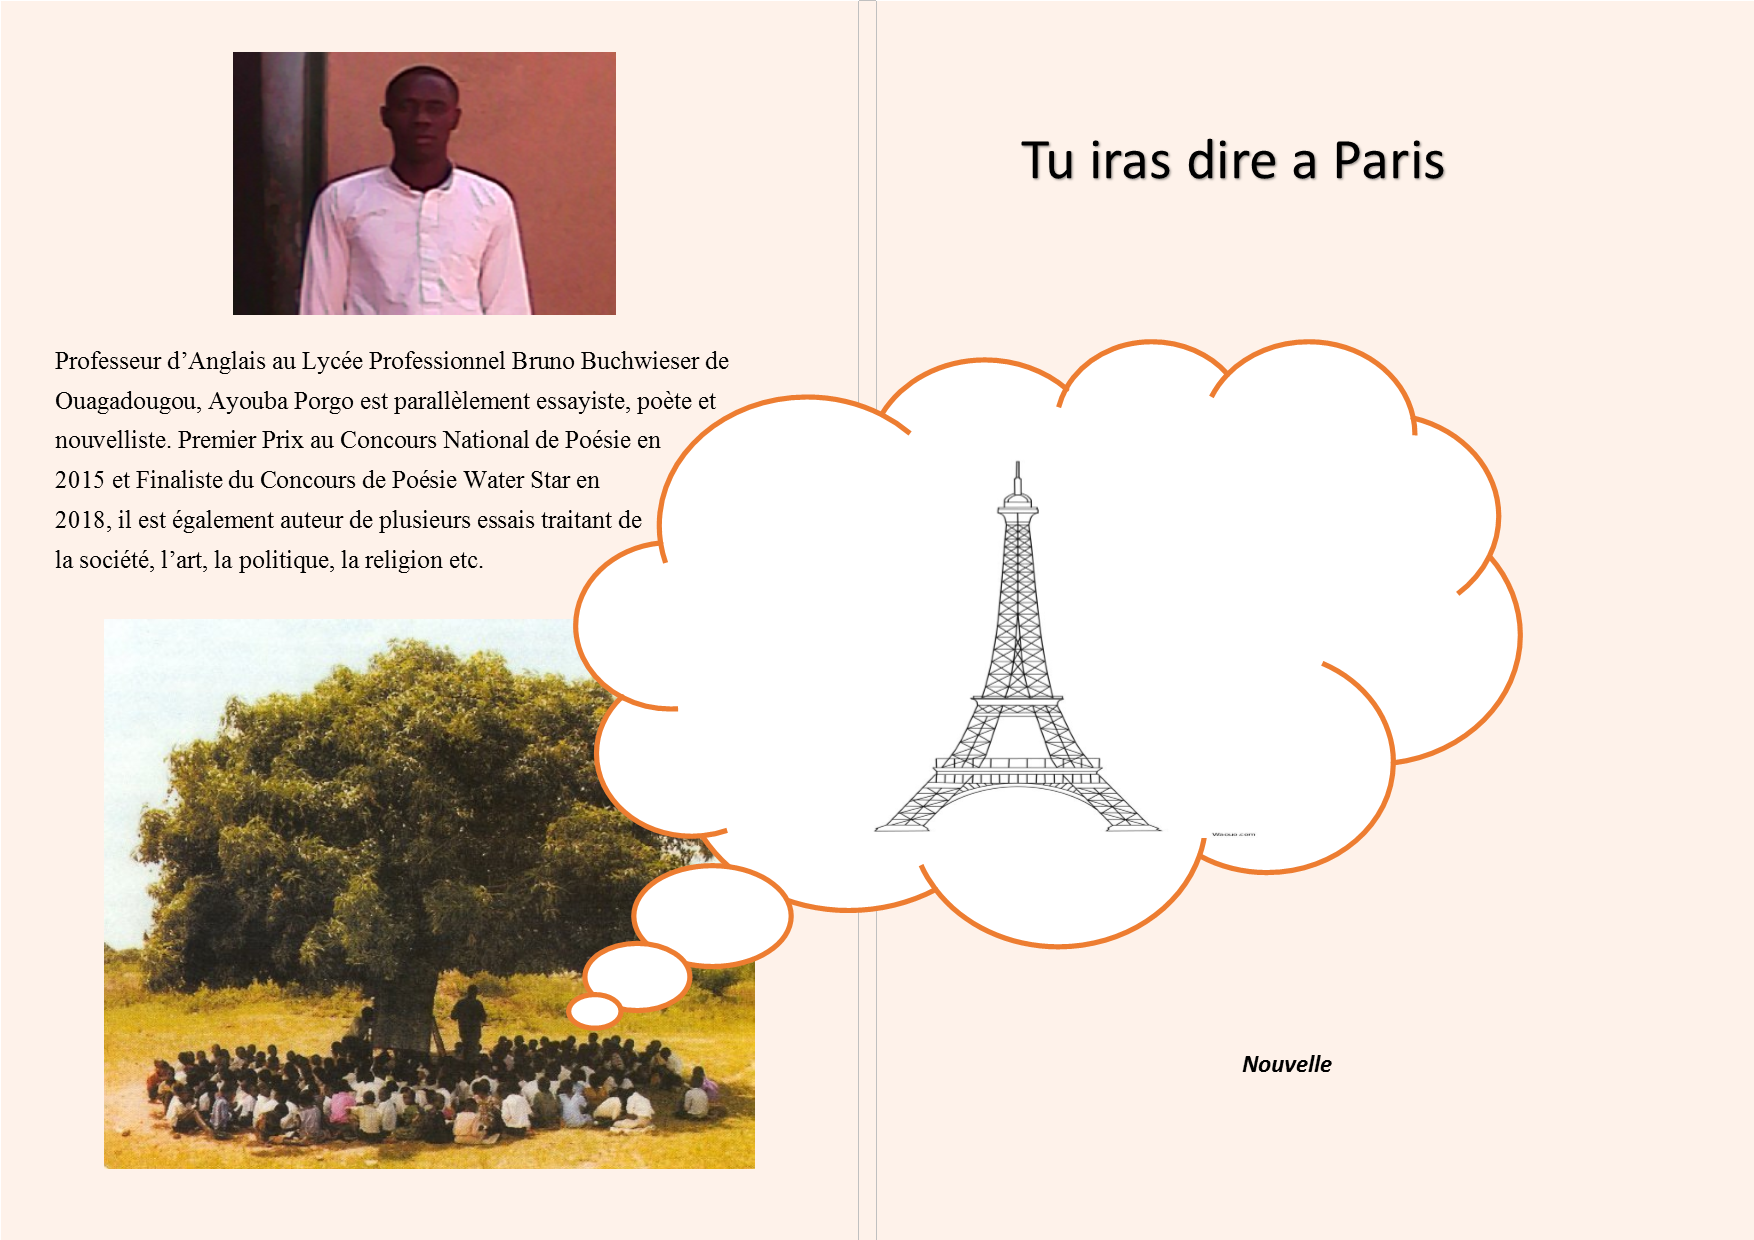 Professeur d’Anglais au Lycée Professionnel Bruno Buchwieser de
Ouagadougou, Ayouba Porgo est parallèlement essayiste, poète et
nouvelliste. Premier Prix au Concours National de Poésie en
2015 et Finaliste du Concours de Poésie Water Star en
2018, il est également auteur de plusieurs essais traitant de
la société, l’art, la politique, la religion etc.
Tu iras dire a Paris
Nouvelle